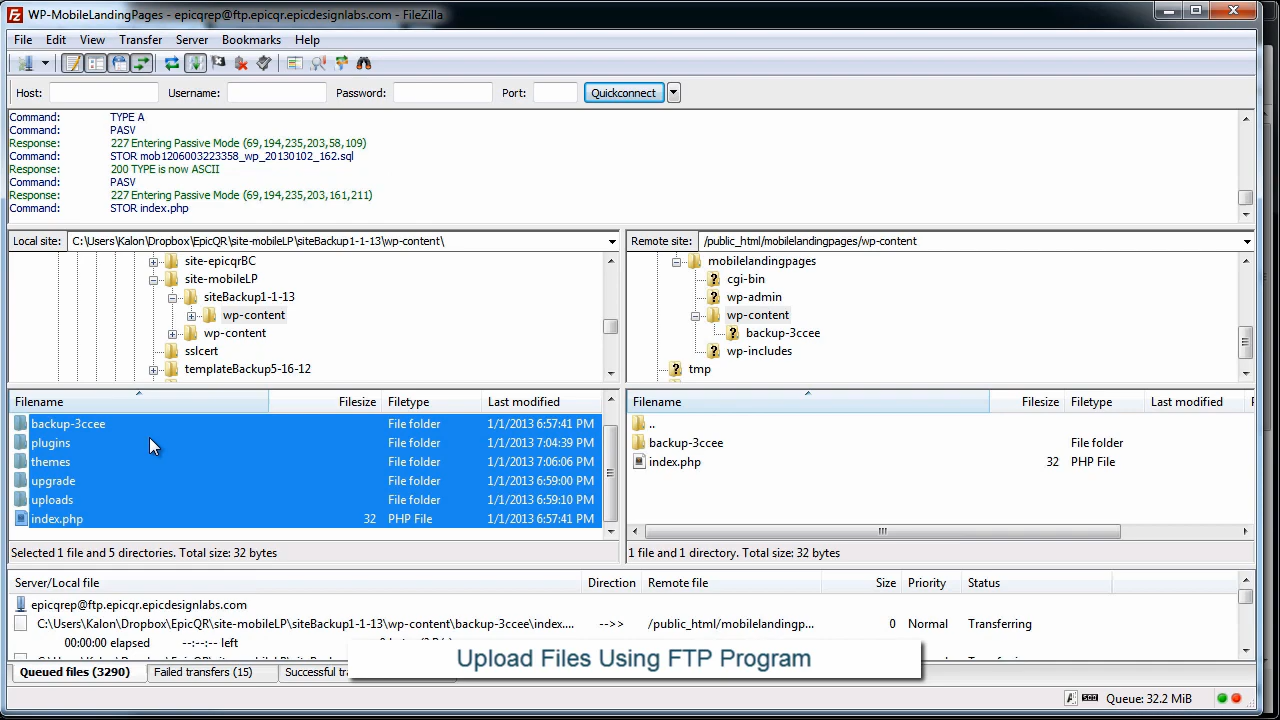 WP-MobileLandingPages - epicqrep@ftp.epicqr.epicdesignlabs.com - FileZilla
File Edit View Transfer Server Bookmarks Help
Host: Username: Password: Port: Quickconnect
Command: TYPE A
Command: PASV
Response: 227 Entering Passive Mode (69,194,235,203,58,109)
Command: STOR mob1206003223358_wp_20130102_162.sql
Response: 200 TYPE is now ASCII
Command: PASV
Response: 227 Entering Passive Mode (69,194,235,203,161,211)
Command: STOR index.php
Local site: C:\Users\Kalon\Dropbox\EpicQR\site-mobileLP\siteBackup1-1-13\wp-content\
site-epicqrBC
site-mobileLP
siteBackup1-1-13
wp-content
wp-content
sslcert
templateBackup5-16-12
Remote site: /public_html/mobilelandingpages/wp-content
mobilelandingpages
cgi-bin
wp-admin
wp-content
backup-3ccee
wp-includes
tmp
Filename Filesize Filetype Last modified
backup-3ccee File folder 1/1/2013 6:57:41 PM
plugins File folder 1/1/2013 7:04:39 PM
themes File folder 1/1/2013 7:06:06 PM
upgrade File folder 1/1/2013 6:59:00 PM
uploads File folder 1/1/2013 6:59:10 PM
index.php 32 PHP File 1/1/2013 6:57:41 PM
Selected 1 file and 5 directories. Total size: 32 bytes
Filename Filesize Filetype Last modified
..
backup-3ccee File folder
index.php 32 PHP File
1 file and 1 directory. Total size: 32 bytes
Server/Local file Direction Remote file Size Priority Status
epicqrep@ftp.epicqr.epicdesignlabs.com
C:\Users\Kalon\Dropbox\EpicQR\site-mobileLP\siteBackup1-1-13\wp-content\backup-3ccee\index.... -->> /public_html/mobilelandingp... 0 Normal Transferring
00:00:00 elapsed --:--:-- left
Upload Files Using FTP Program
Queued files (3290) Failed transfers (15) Successful
Queue: 32.2 MiB